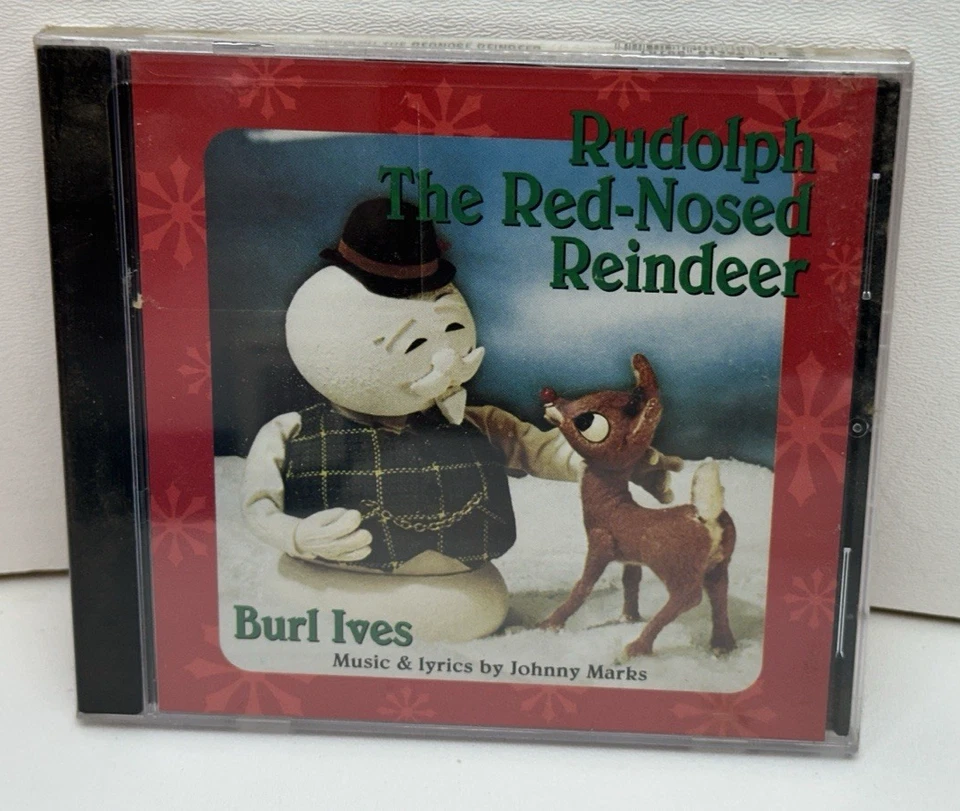 Rudolph
The Red-Nosed
Reindeer
Burl Ives
Music & lyrics by Johnny Marks